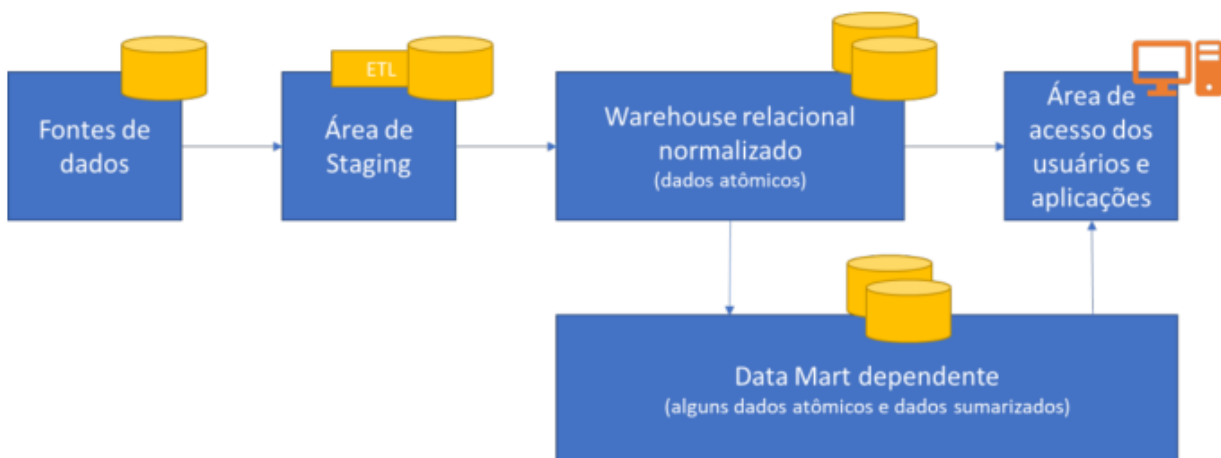 Fontes de
dados
ETL
Área de
Staging
Warehouse relacional
normalizado
(dados atômicos)
Área de
acesso dos
usuários e
aplicações
Data Mart dependente
(alguns dados atômicos e dados sumarizados)